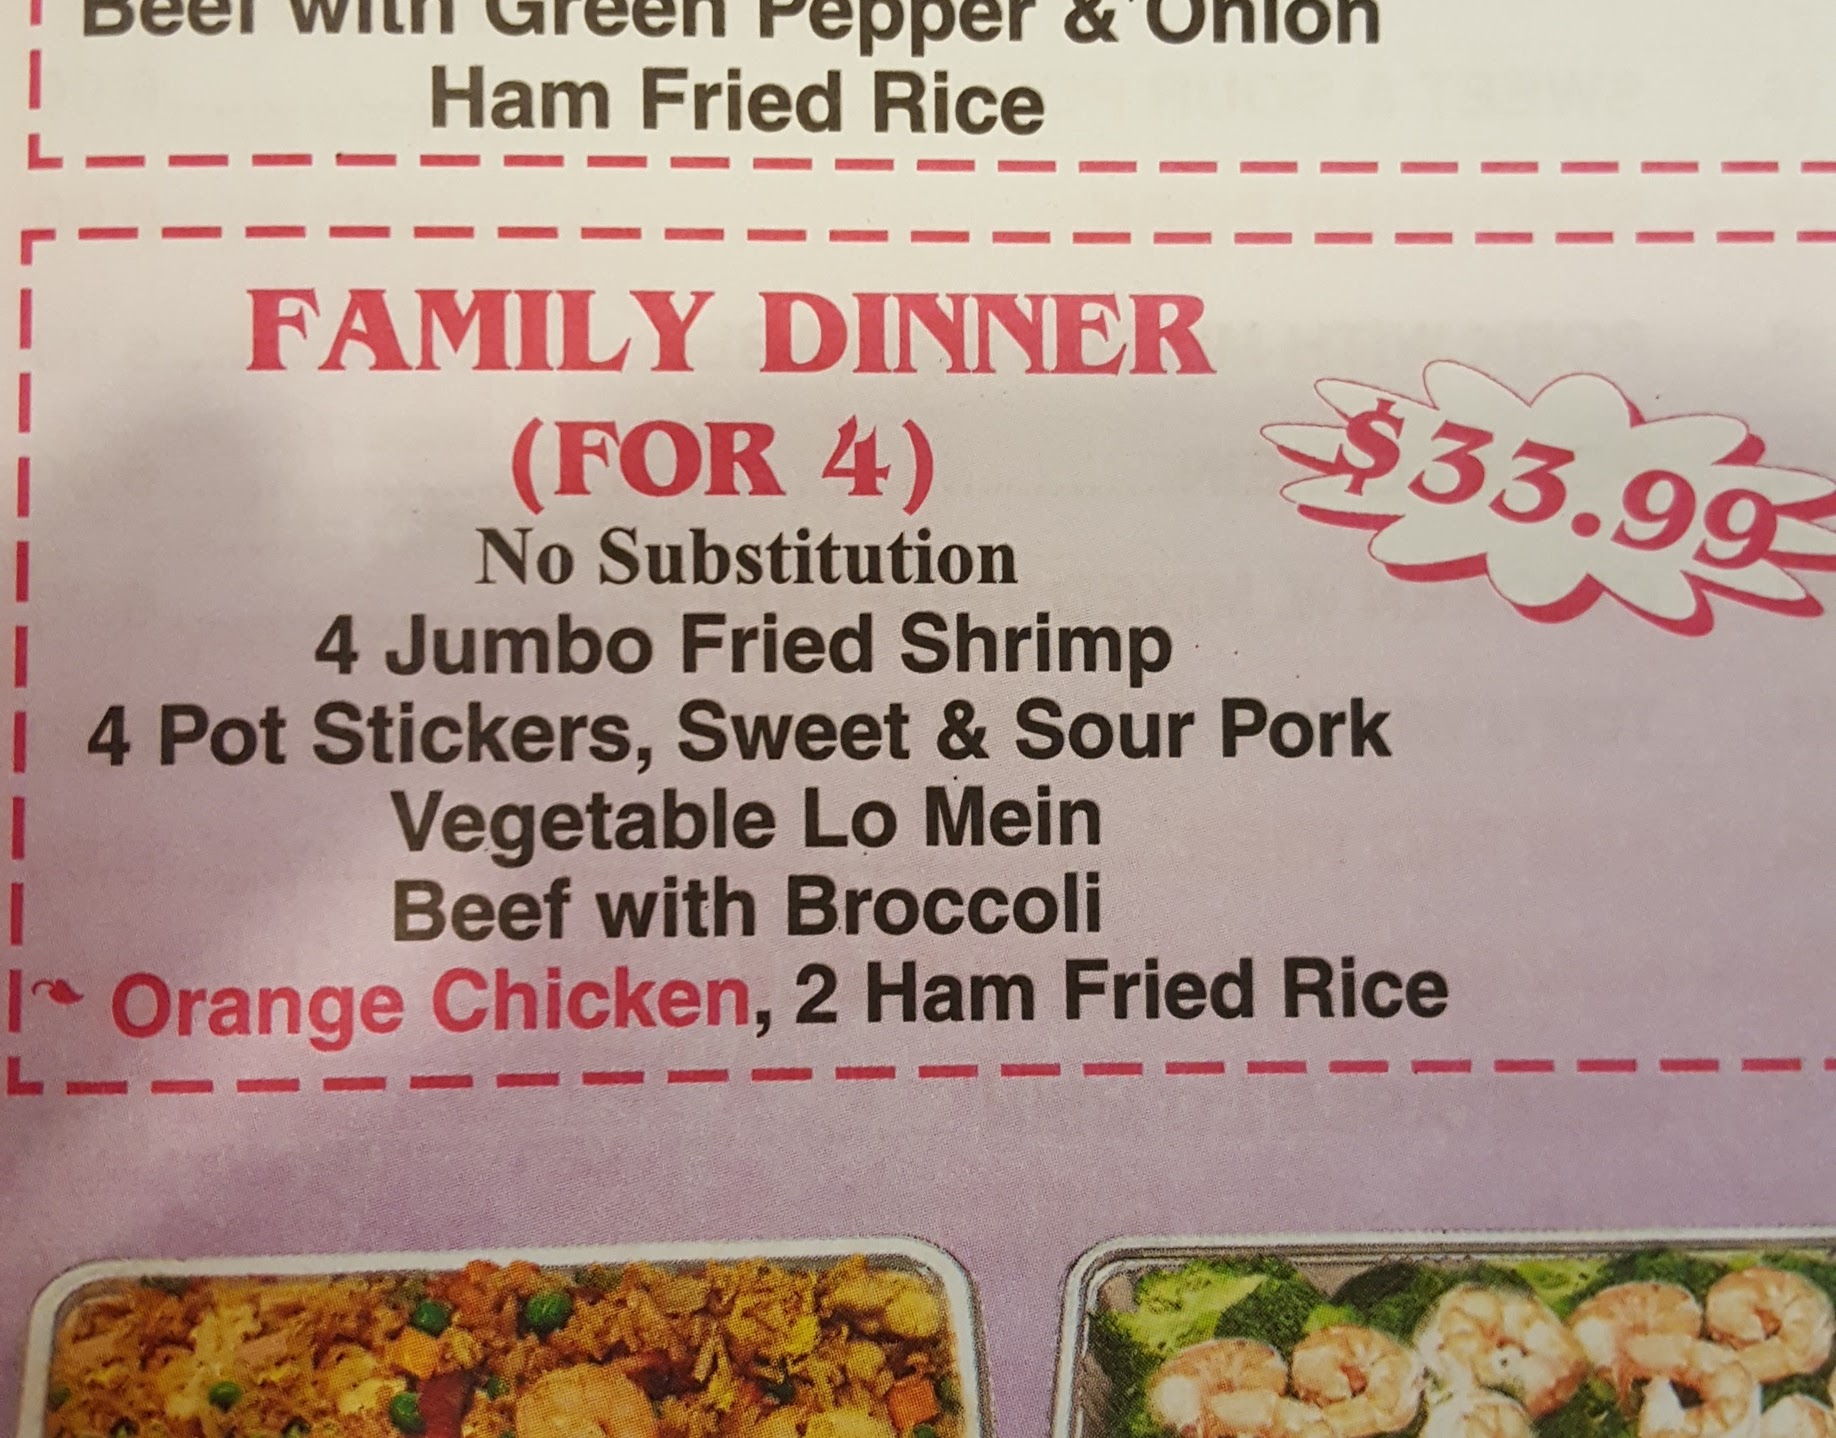 Beef with Green Pepper & Onion
Ham Fried Rice
FAMILY DINNER
(FOR 4)
$33.99
No Substitution
4 Jumbo Fried Shrimp
4 Pot Stickers, Sweet & Sour Pork
Vegetable Lo Mein
Beef with Broccoli
Orange Chicken, 2 Ham Fried Rice